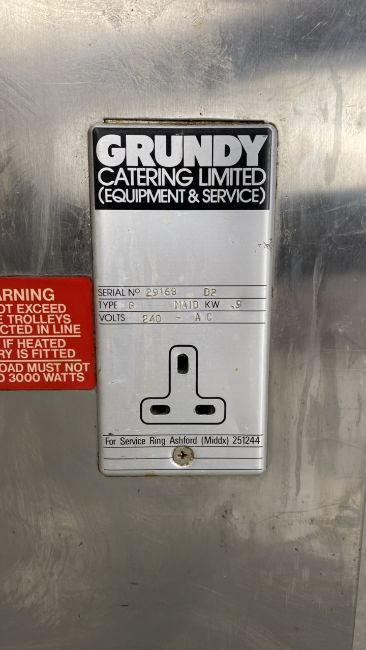 GRUNDY
CATERING LIMITED
(EQUIPMENT & SERVICE)
SERIAL Nº 29168 D2
TYPE G MAID KW .9
VOLTS 240 - AC
For Service Ring Ashford (Middx) 251244
ARNING
OT EXCEED
E TROLLEYS
CTED IN LINE
IF HEATED
RY IS FITTED
OAD MUST NOT
D 3000 WATTS